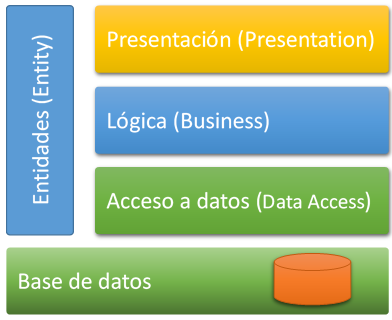 Entidades (Entity)
Presentación (Presentation)
Lógica (Business)
Acceso a datos (Data Access)
Base de datos